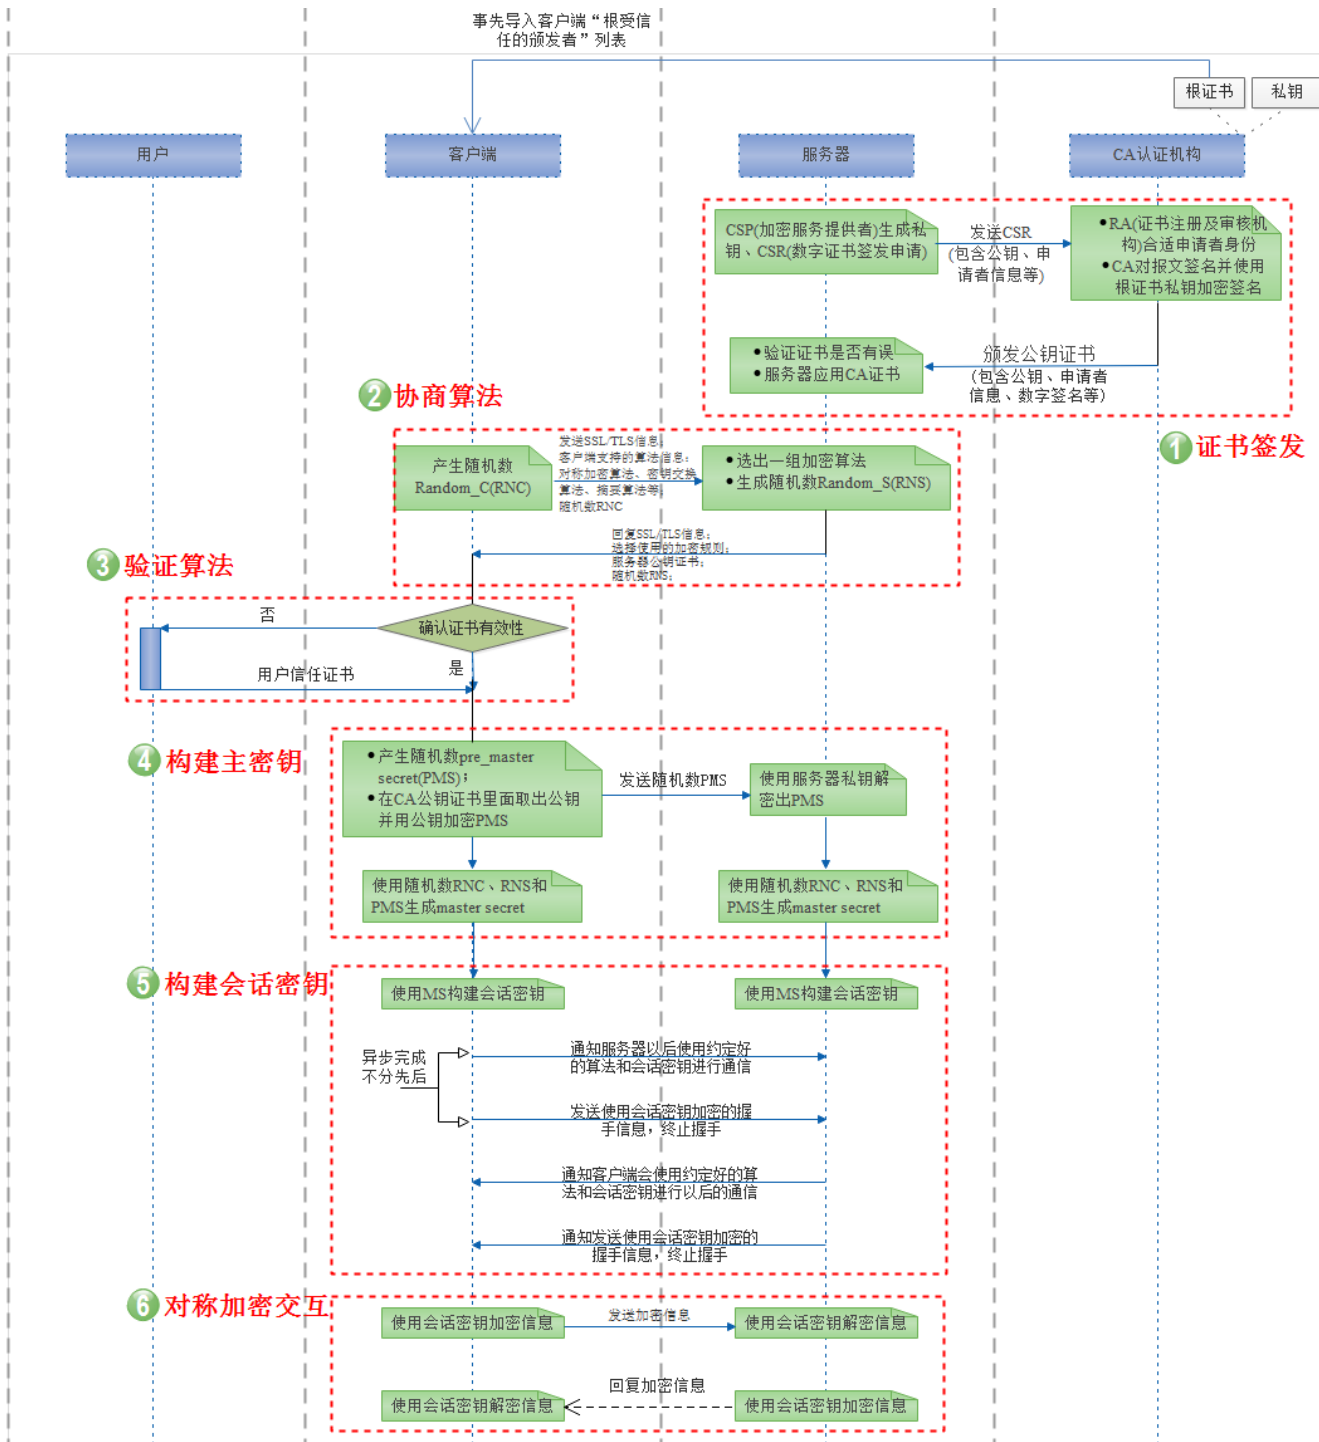 事先导入客户端“根受信
任的颁发者”列表
根证书
私钥
用户
客户端
服务器
CA认证机构
CSP(加密服务提供者)生成私
钥、CSR(数字证书签发申请)
发送CSR
(包含公钥、申
请者信息等)
●RA(证书注册及审核机
构)合适申请者身份
●CA对报文签名并使用
根证书私钥加密签名
●验证证书是否有误
●服务器应用CA证书
颁发公钥证书
(包含公钥、申请者
信息、数字签名等)
1 证书签发
2 协商算法
产生随机数
Random_C(RNC)
发送SSL/TLS信息;
客户端支持的算法信息:
对称加密算法、密钥交换
算法、摘要算法等;
随机数RNC
●选出一组加密算法
●生成随机数Random_S(RNS)
回复SSL/TLS信息;
选择使用的加密规则;
服务器公钥证书;
随机数RNS;
3 验证算法
否
确认证书有效性
是
用户信任证书
4 构建主密钥
●产生随机数pre_master
secret(PMS);
●在CA公钥证书里面取出公钥
并用公钥加密PMS
发送随机数PMS
使用服务器私钥解
密出PMS
使用随机数RNC、RNS和
PMS生成master secret
使用随机数RNC、RNS和
PMS生成master secret
5 构建会话密钥
使用MS构建会话密钥
使用MS构建会话密钥
异步完成
不分先后
通知服务器以后使用约定好
的算法和会话密钥进行通信
发送使用会话密钥加密的握
手信息，终止握手
通知客户端会使用约定好的算
法和会话密钥进行以后的通信
通知发送使用会话密钥加密的
握手信息，终止握手
6 对称加密交互
使用会话密钥加密信息
发送加密信息
使用会话密钥解密信息
回复加密信息
使用会话密钥解密信息
使用会话密钥加密信息